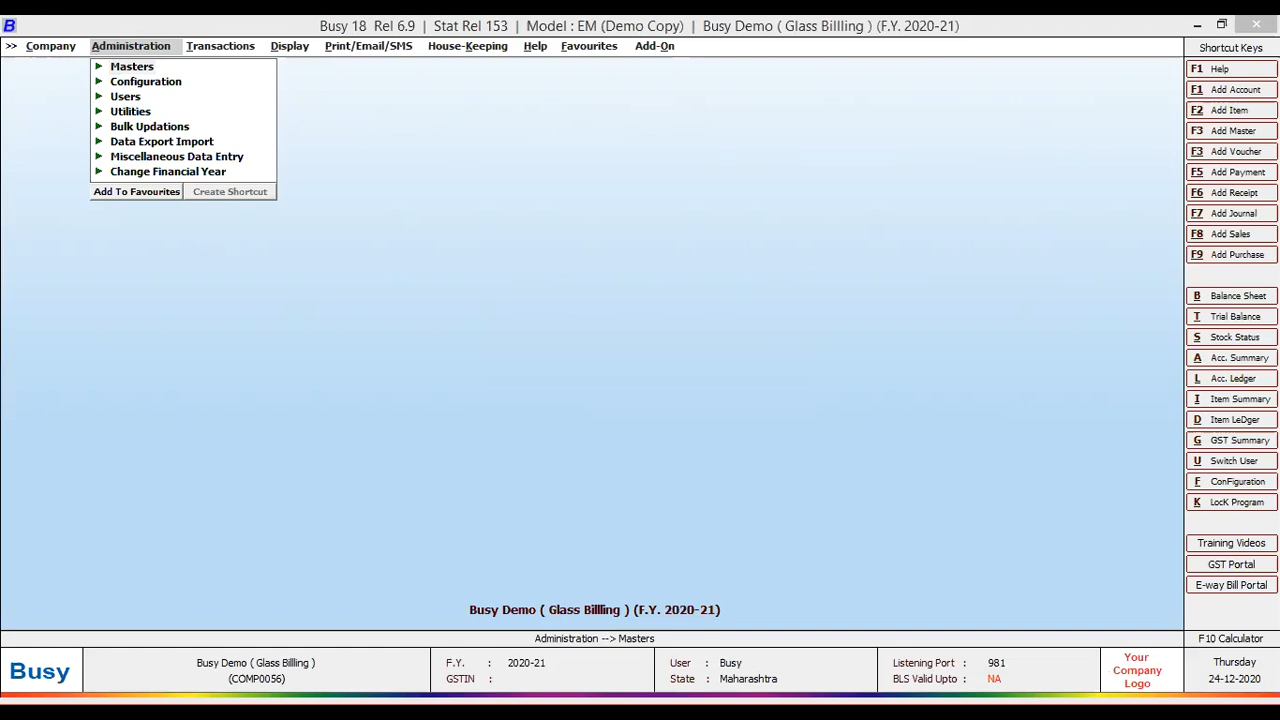 B
Busy 18 Rel 6.9 | Stat Rel 153 | Model : EM (Demo Copy) | Busy Demo ( Glass Billling ) (F.Y. 2020-21)
>> Company Administration Transactions Display Print/Email/SMS House-Keeping Help Favourites Add-On
Masters
Configuration
Users
Utilities
Bulk Updations
Data Export Import
Miscellaneous Data Entry
Change Financial Year
Add To Favourites Create Shortcut
Shortcut Keys
F1 Help
F1 Add Account
F2 Add Item
F3 Add Master
F3 Add Voucher
F5 Add Payment
F6 Add Receipt
F7 Add Journal
F8 Add Sales
F9 Add Purchase
B Balance Sheet
T Trial Balance
S Stock Status
A Acc. Summary
L Acc. Ledger
I Item Summary
D Item LeDger
G GST Summary
U Switch User
F ConFiguration
K LocK Program
Training Videos
GST Portal
E-way Bill Portal
Busy Demo ( Glass Billling ) (F.Y. 2020-21)
Administration --> Masters
F10 Calculator
Busy
Busy Demo ( Glass Billling )
(COMP0056)
F.Y. : 2020-21
GSTIN :
User : Busy
State : Maharashtra
Listening Port : 981
BLS Valid Upto : NA
Your
Company
Logo
Thursday
24-12-2020